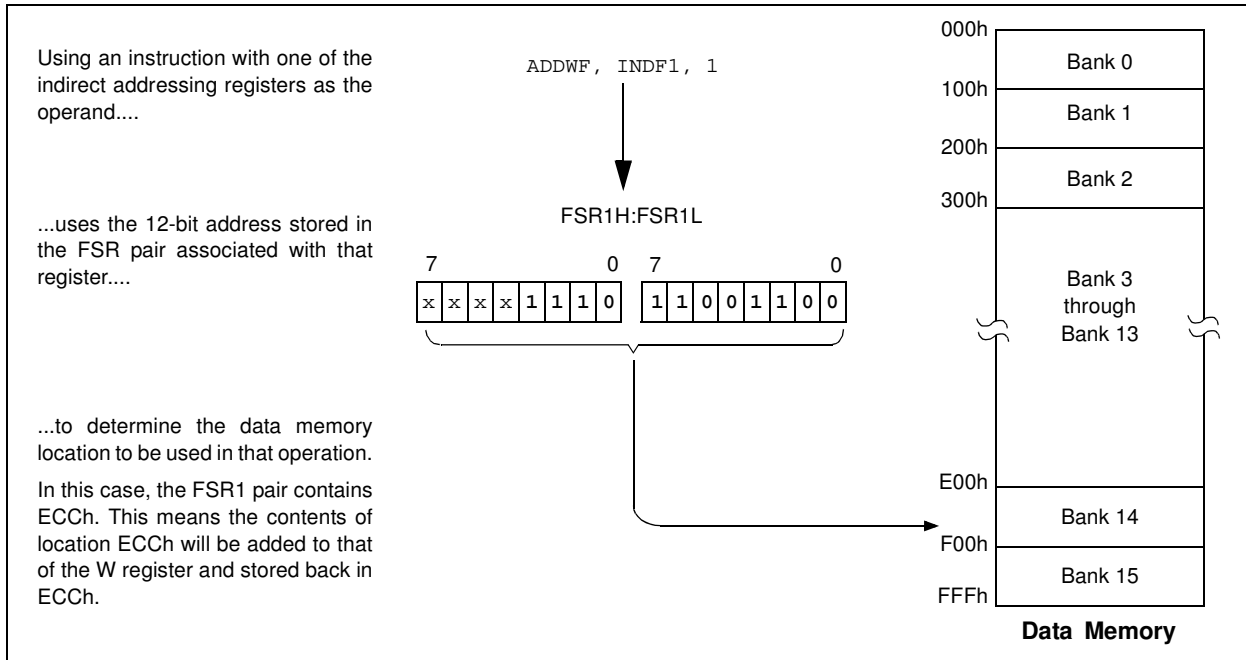 Using an instruction with one of the
indirect addressing registers as the
operand....
ADDWF, INDF1, 1
...uses the 12-bit address stored in
the FSR pair associated with that
register....
FSR1H:FSR1L
7 0 7 0
x x x x 1 1 1 0 1 1 0 0 1 1 0 0
...to determine the data memory
location to be used in that operation.
In this case, the FSR1 pair contains
ECCh. This means the contents of
location ECCh will be added to that
of the W register and stored back in
ECCh.
000h
Bank 0
100h
Bank 1
200h
Bank 2
300h
Bank 3
through
Bank 13
E00h
Bank 14
F00h
Bank 15
FFFh
Data Memory